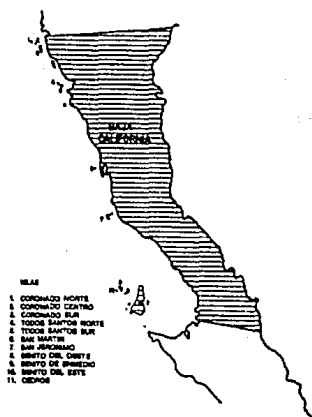 BAJA
CALIFORNIA
ISLAS
1. CORONADO NORTE
2. CORONADO CENTRO
3. CORONADO SUR
4. TODOS SANTOS NORTE
5. TODOS SANTOS SUR
6. SAN MARTIN
7. SAN JERONIMO
8. BENITO DEL OESTE
9. BENITO DE ENMEDIO
10. BENITO DEL ESTE
11. CEDROS